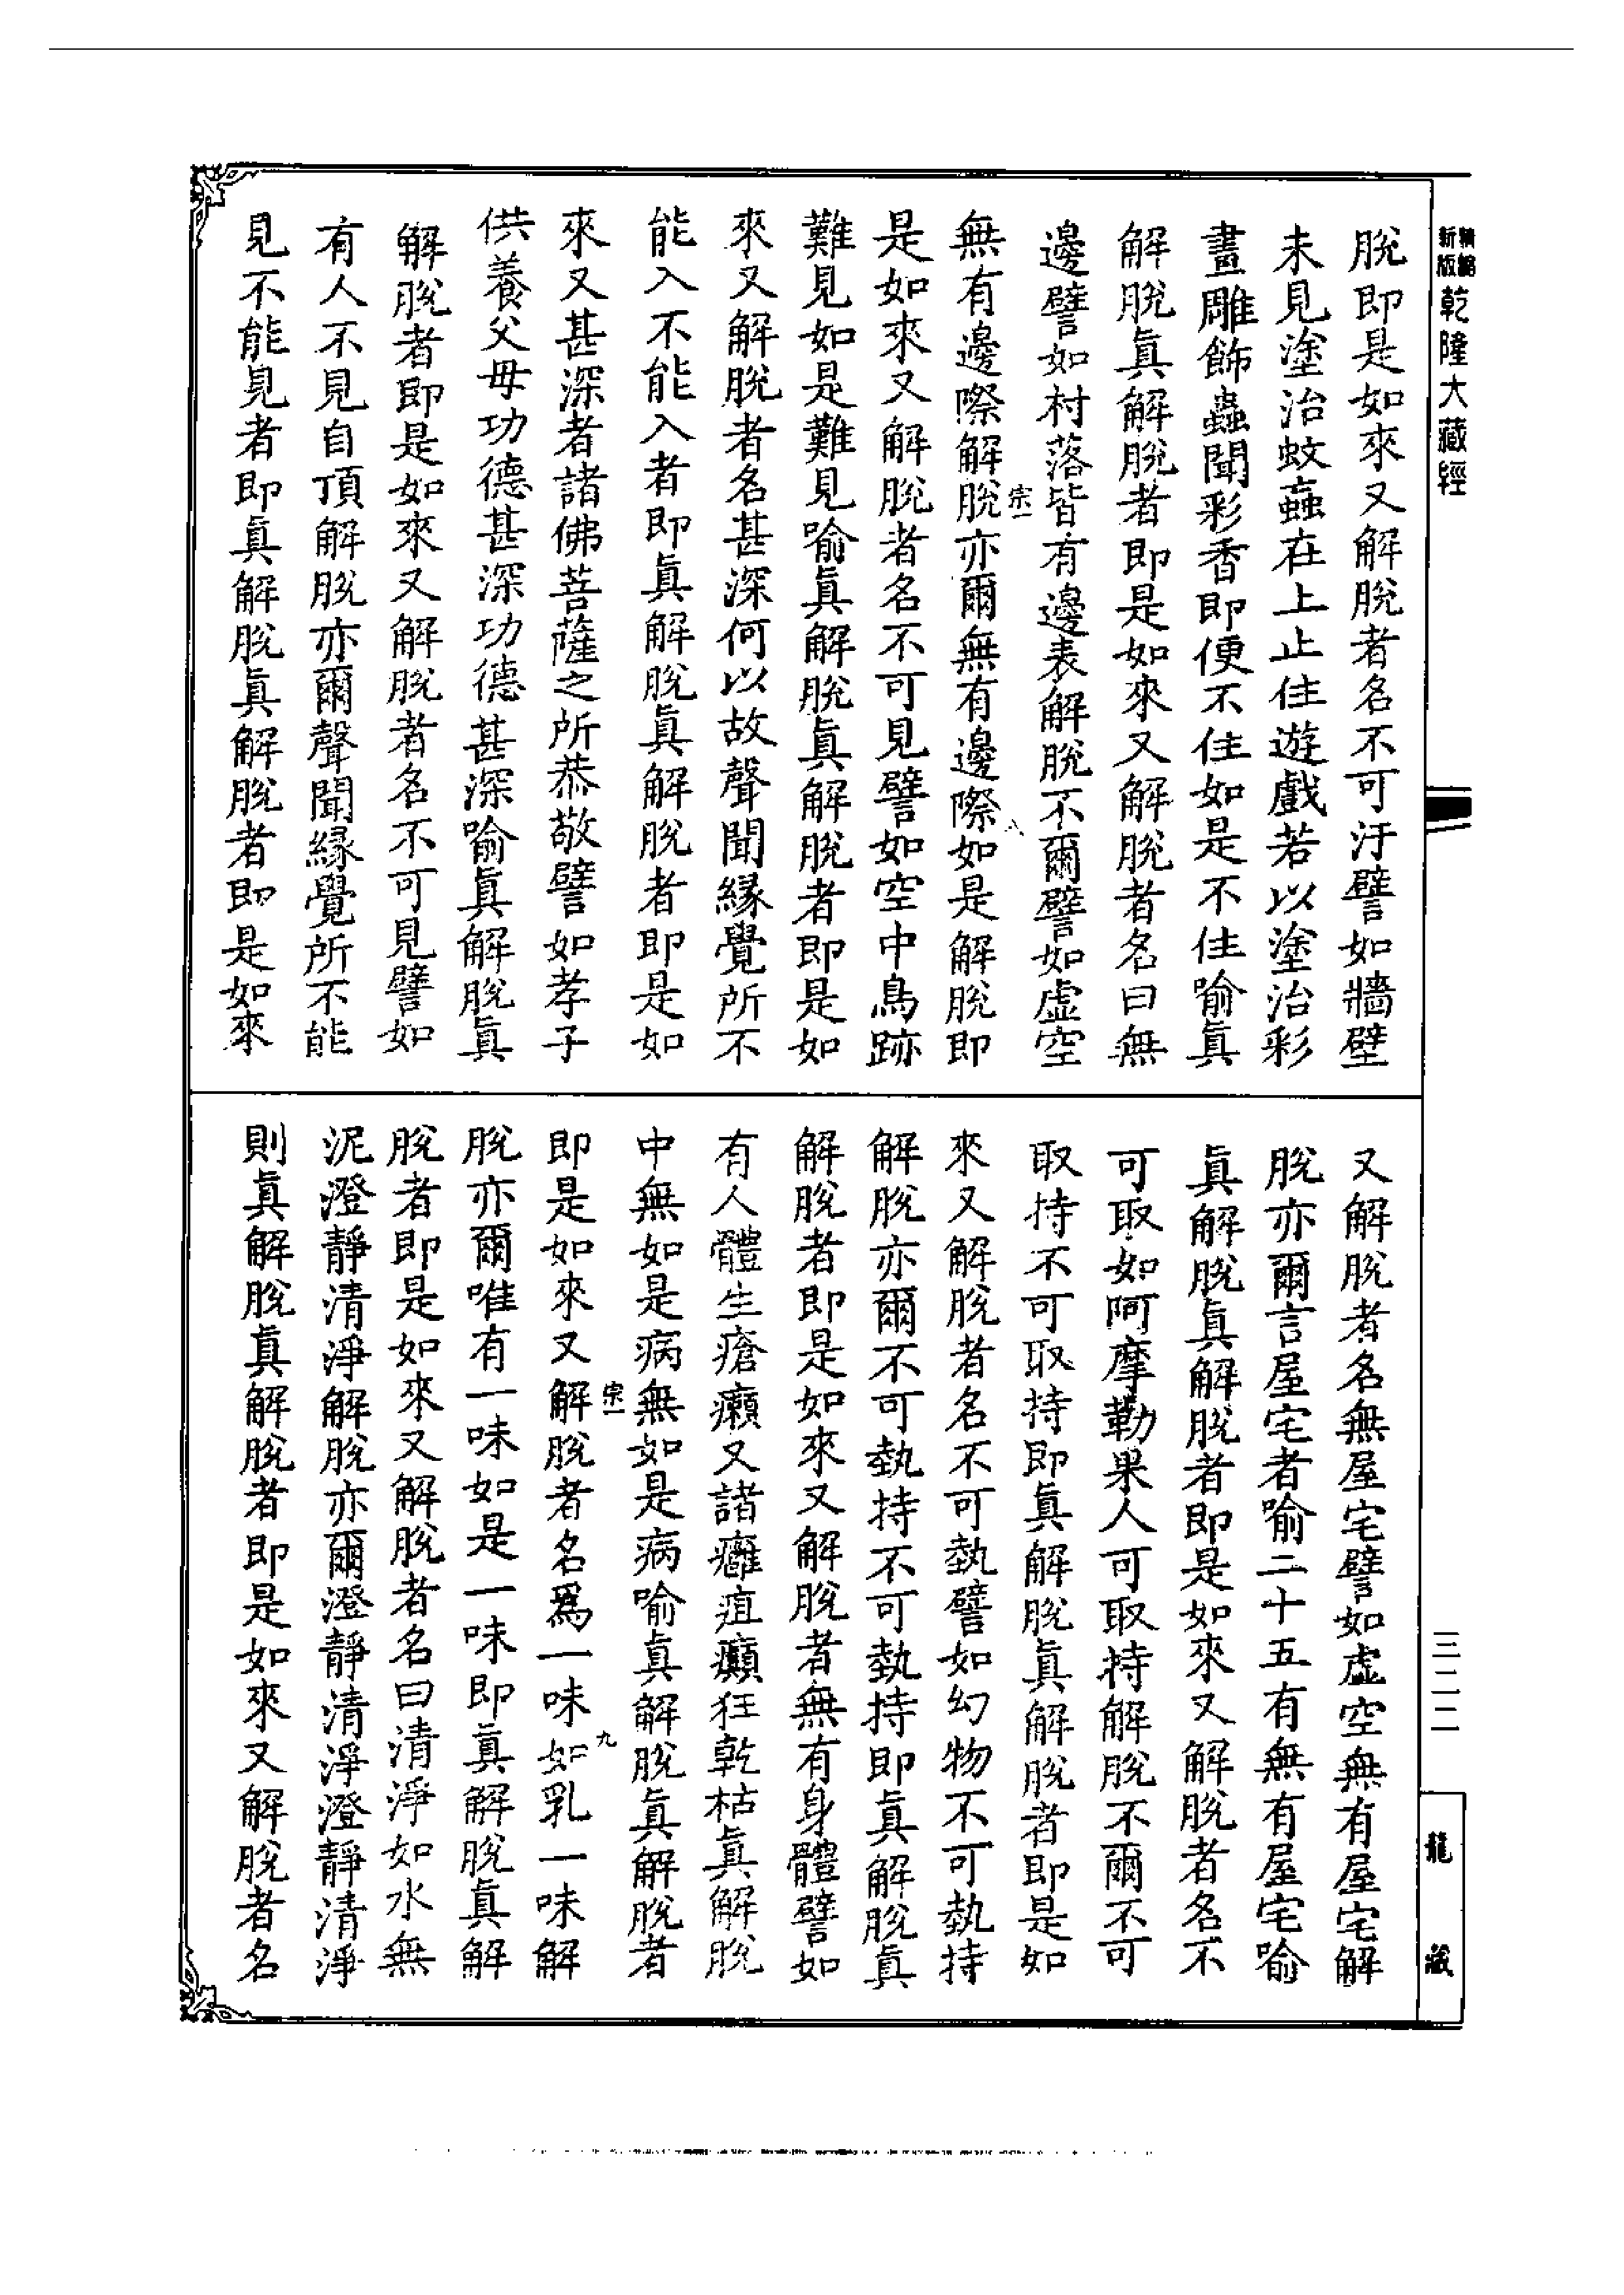 精縮
新版
乾隆大藏經
脫即是如來又解脫者名不可汙譬如牆壁
未見塗治蚊蝱在上止住遊戲若以塗治彩
畫雕飾蟲聞彩香即便不住如是不住喻眞
解脫眞解脫者即是如來又解脫者名曰無
邊譬如村落皆有邊表解脫不爾譬如虛空
無有邊際解脫亦爾無有邊際如是解脫即
宗一
八
是如來又解脫者名不可見譬如空中鳥跡
難見如是難見喻眞解脫眞解脫者即是如
來又解脫者名甚深何以故聲聞緣覺所不
能入不能入者即眞解脫眞解脫者即是如
來又甚深者諸佛菩薩之所恭敬譬如孝子
供養父母功德甚深功德甚深喻眞解脫眞
解脫者即是如來又解脫者名不可見譬如
有人不見自頂解脫亦爾聲聞緣覺所不能
見不能見者即眞解脫眞解脫者即是如來
又解脫者名無屋宅譬如虛空無有屋宅解
脫亦爾言屋宅者喻二十五有無有屋宅喻
眞解脫眞解脫者即是如來又解脫者名不
可取如阿摩勒果人可取持解脫不爾不可
取持不可取持即眞解脫眞解脫者即是如
來又解脫者名不可執譬如幻物不可執持
解脫亦爾不可執持不可執持即眞解脫眞
解脫者即是如來又解脫者無有身體譬如
有人體生瘡癩又諸癰疽癲狂乾枯眞解脫
中無如是病無如是病喻眞解脫眞解脫者
宗一
九
即是如來又解脫者名爲一味如乳一味解
脫亦爾唯有一味如是一味即眞解脫眞解
脫者即是如來又解脫者名曰清淨如水無
泥澄靜清淨解脫亦爾澄靜清淨澄靜清淨
則眞解脫眞解脫者即是如來又解脫者名
三二二
龍藏